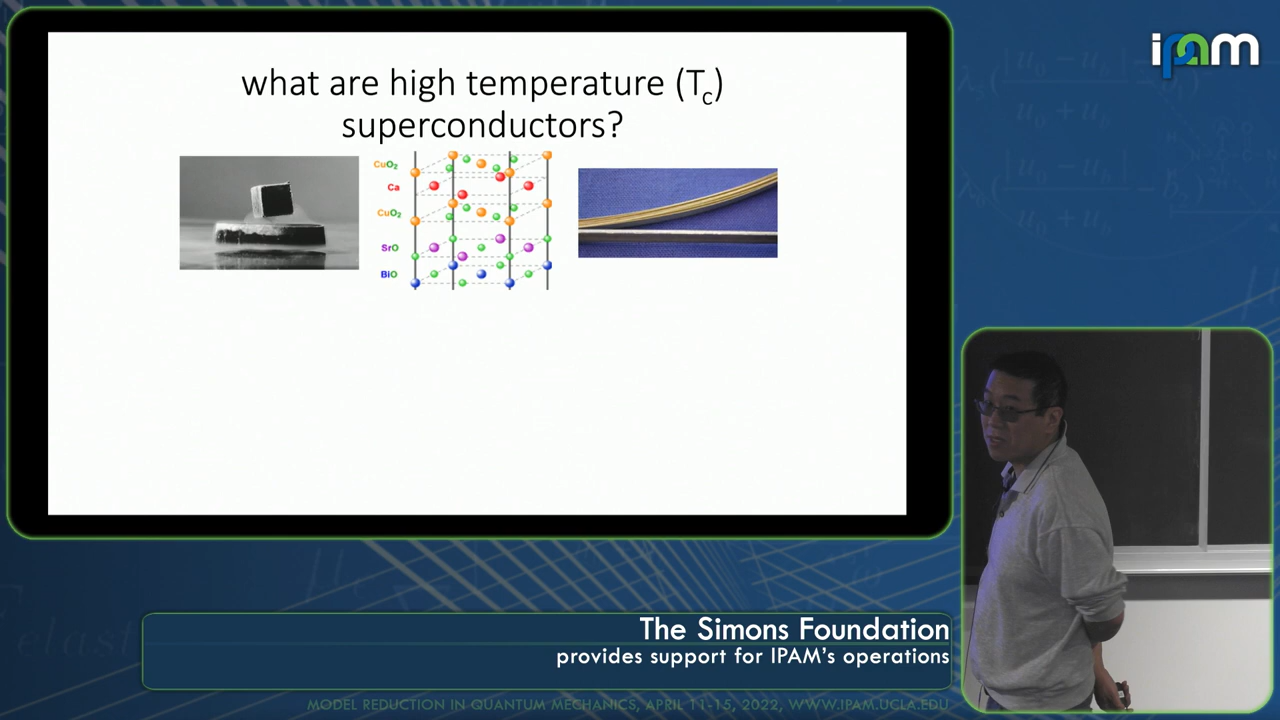 what are high temperature (Tc)
superconductors?
CuO2
Ca
CuO2
SrO
BiO
ipam
The Simons Foundation
provides support for IPAM's operations
MODEL REDUCTION IN QUANTUM MECHANICS, APRIL 11-15, 2022, WWW.IPAM.UCLA.EDU